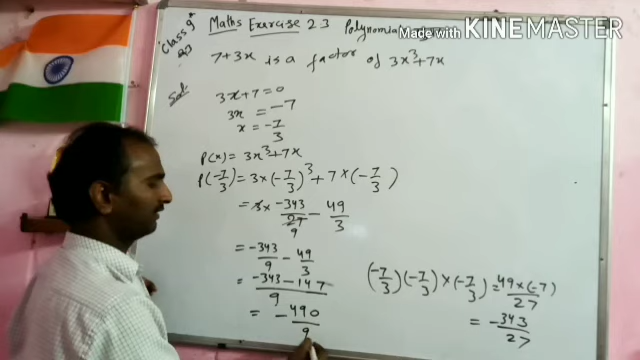 Class 9th Maths Exercise 2.3 Polynomial
Made with KINEMASTER
Q3 7+3x is a factor of 3x³+7x
Sol:
3x+7=0
3x = -7
x = -7/3
P(x) = 3x³+7x
P(-7/3) = 3×(-7/3)³+7×(-7/3)
= 3× -343/27 - 49/3
9
= -343/9 - 49/3
= -343-147/9
= -490/9
(-7/3)(-7/3)×(-7/3) = 49×(-7)/27
= -343/27